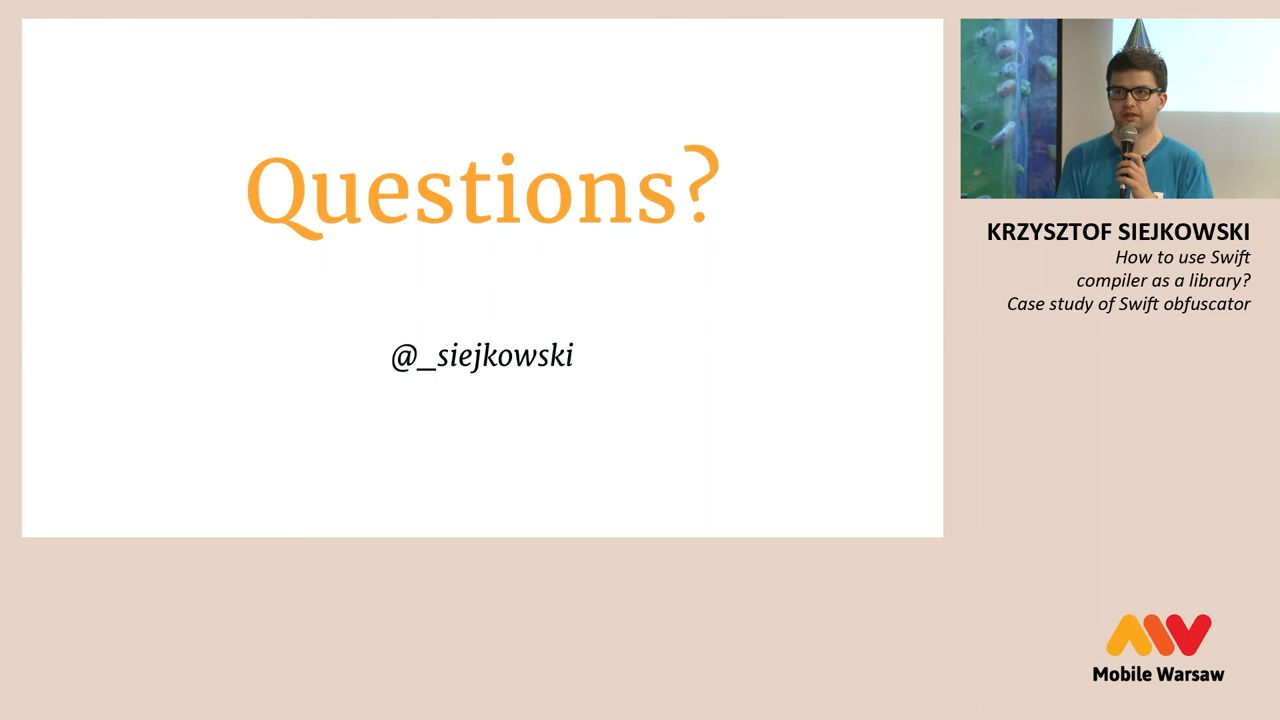 Questions?
@_siejkowski
KRZYSZTOF SIEJKOWSKI
How to use Swift
compiler as a library?
Case study of Swift obfuscator
Mobile Warsaw